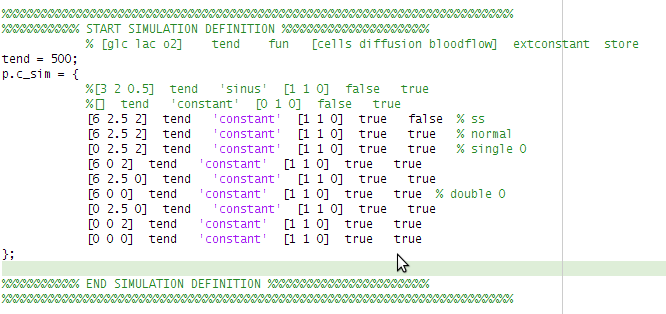 %%%%%%%%%%%%%%%%%%%%%%%%%%%%%%%%%%%%%%%%%%%%%%%%%%%%%%%%%%%%%%%%%%%%%%%%%%%
%%%%%%%%%%% START SIMULATION DEFINITION %%%%%%%%%%%%%%%%%%%%%
% [glc lac o2] tend fun [cells diffusion bloodflow] extconstant store
tend = 500;
p.c_sim = {
%[3 2 0.5] tend 'sinus' [1 1 0] false true
%[] tend 'constant' [0 1 0] false true
[6 2.5 2] tend 'constant' [1 1 0] true false % ss
[6 2.5 2] tend 'constant' [1 1 0] true true % normal
[0 2.5 2] tend 'constant' [1 1 0] true true % single 0
[6 0 2] tend 'constant' [1 1 0] true true
[6 2.5 0] tend 'constant' [1 1 0] true true
[6 0 0] tend 'constant' [1 1 0] true true % double 0
[0 2.5 0] tend 'constant' [1 1 0] true true
[0 0 2] tend 'constant' [1 1 0] true true
[0 0 0] tend 'constant' [1 1 0] true true
};
%%%%%%%%%%% END SIMULATION DEFINITION %%%%%%%%%%%%%%%%%%%%%%%
%%%%%%%%%%%%%%%%%%%%%%%%%%%%%%%%%%%%%%%%%%%%%%%%%%%%%%%%%%%%%%%%%%%%%%%%%%%